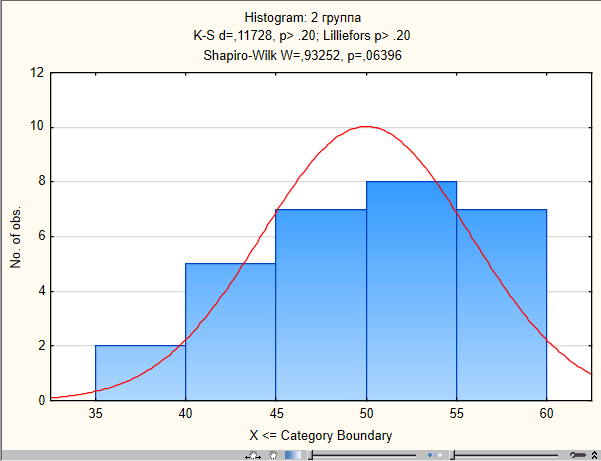 Histogram: 2 группа
K-S d=,11728, p> .20; Lilliefors p> .20
Shapiro-Wilk W=,93252, p=,06396
12
10
8
6
4
2
0
No. of obs.
35 40 45 50 55 60
X <= Category Boundary